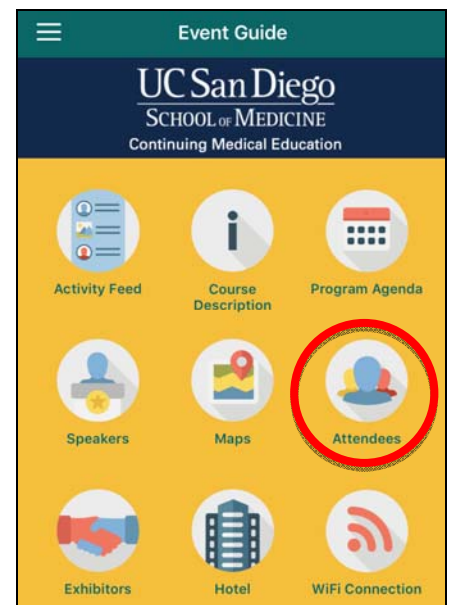 Event Guide
UC San Diego
SCHOOL OF MEDICINE
Continuing Medical Education
Activity Feed
Course
Description
Program Agenda
Speakers
Maps
Attendees
Exhibitors
Hotel
WiFi Connection